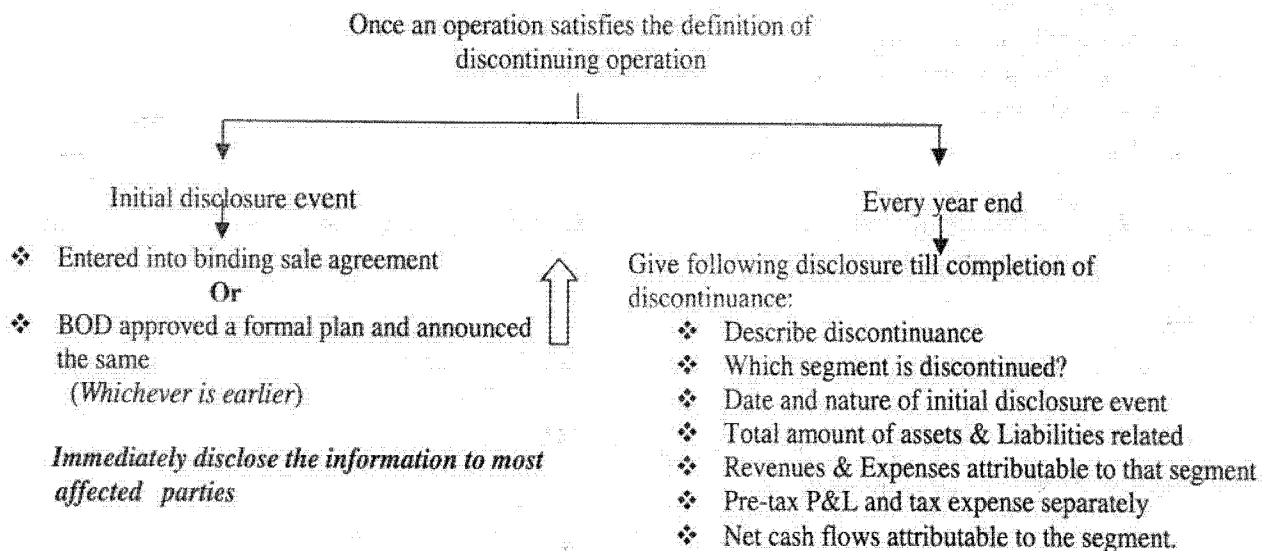 Once an operation satisfies the definition of
discontinuing operation
Initial disclosure event
❖ Entered into binding sale agreement
Or
❖ BOD approved a formal plan and announced
the same
(Whichever is earlier)
Immediately disclose the information to most
affected parties
Every year end
Give following disclosure till completion of
discontinuance:
❖ Describe discontinuance
❖ Which segment is discontinued?
❖ Date and nature of initial disclosure event
❖ Total amount of assets & Liabilities related
❖ Revenues & Expenses attributable to that segment
❖ Pre-tax P&L and tax expense separately
❖ Net cash flows attributable to the segment.